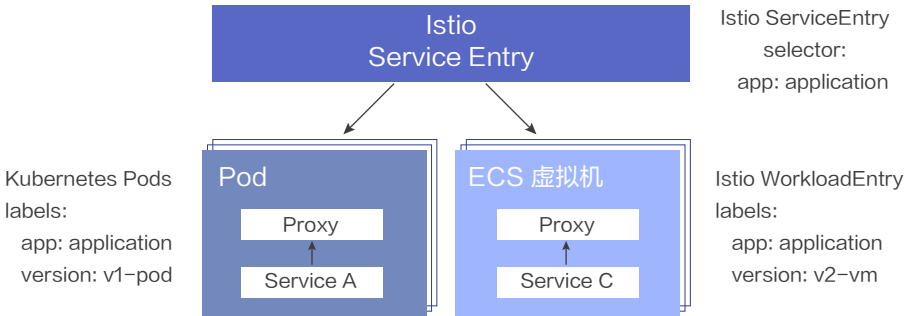 Istio
Service Entry
Istio ServiceEntry
selector:
app: application
Kubernetes Pods
labels:
app: application
version: v1-pod
Pod
Proxy
Service A
ECS 虚拟机
Proxy
Service C
Istio WorkloadEntry
labels:
app: application
version: v2-vm